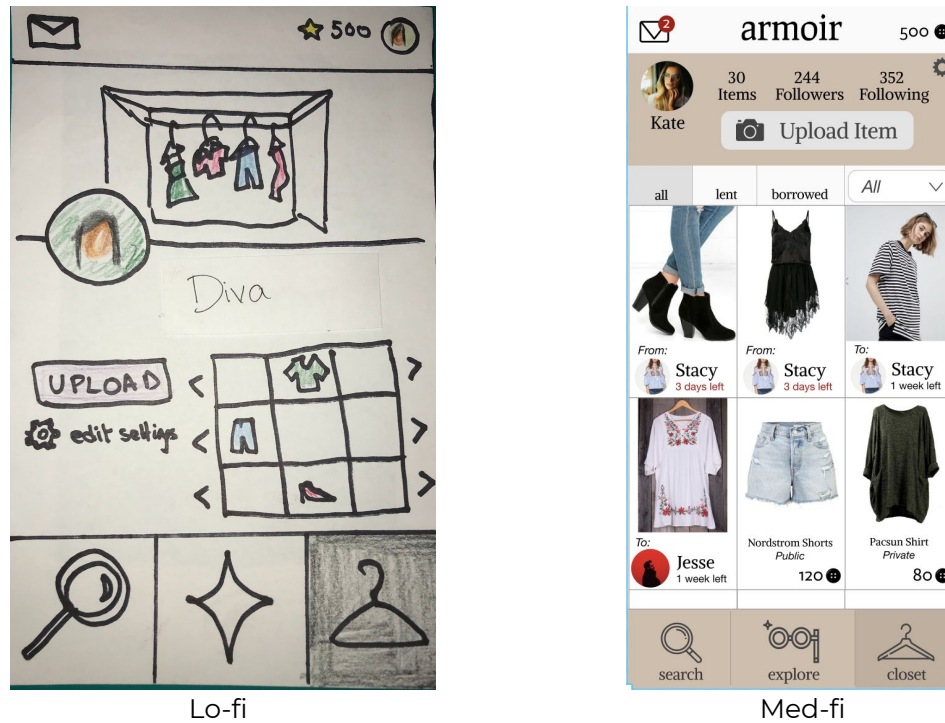 500
Diva
UPLOAD
edit settings
Lo-fi
2
armoir
500
30 Items
244 Followers
352 Following
Kate
Upload Item
all
lent
borrowed
All
From:
Stacy
3 days left
From:
Stacy
3 days left
To:
Stacy
1 week left
To:
Jesse
1 week left
Nordstrom Shorts
Public
120
Pacsun Shirt
Private
80
search
explore
closet
Med-fi